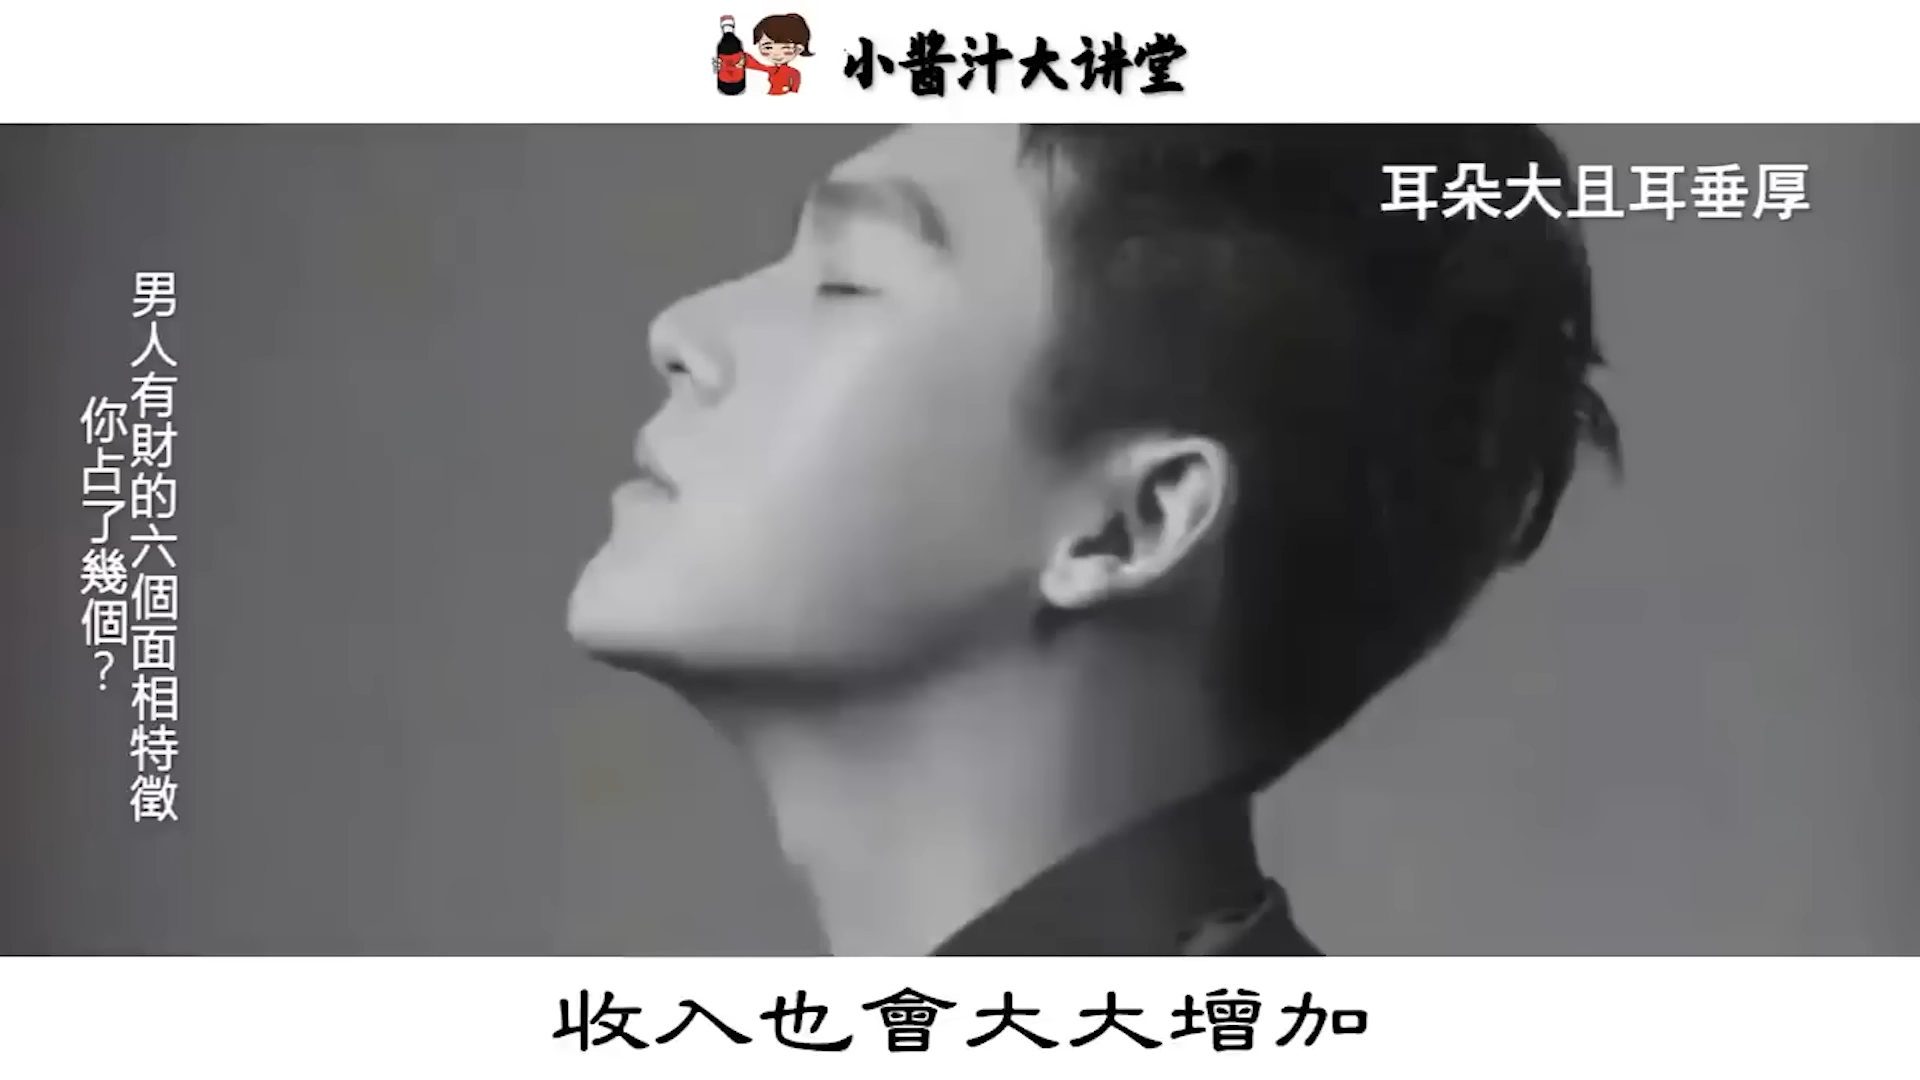 小酱汁大讲堂
耳朵大且耳垂厚
男人有財的六個面相特徵
你占了幾個？
收入也會大大增加